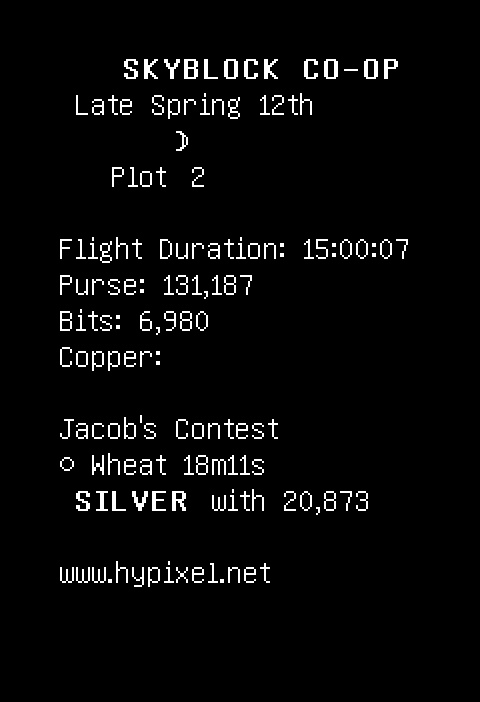 SKYBLOCK CO-OP
Late Spring 12th
☽
Plot 2
Flight Duration: 15:00:07
Purse: 131,187
Bits: 6,980
Copper:
Jacob's Contest
○ Wheat 18m11s
SILVER with 20,873
www.hypixel.net